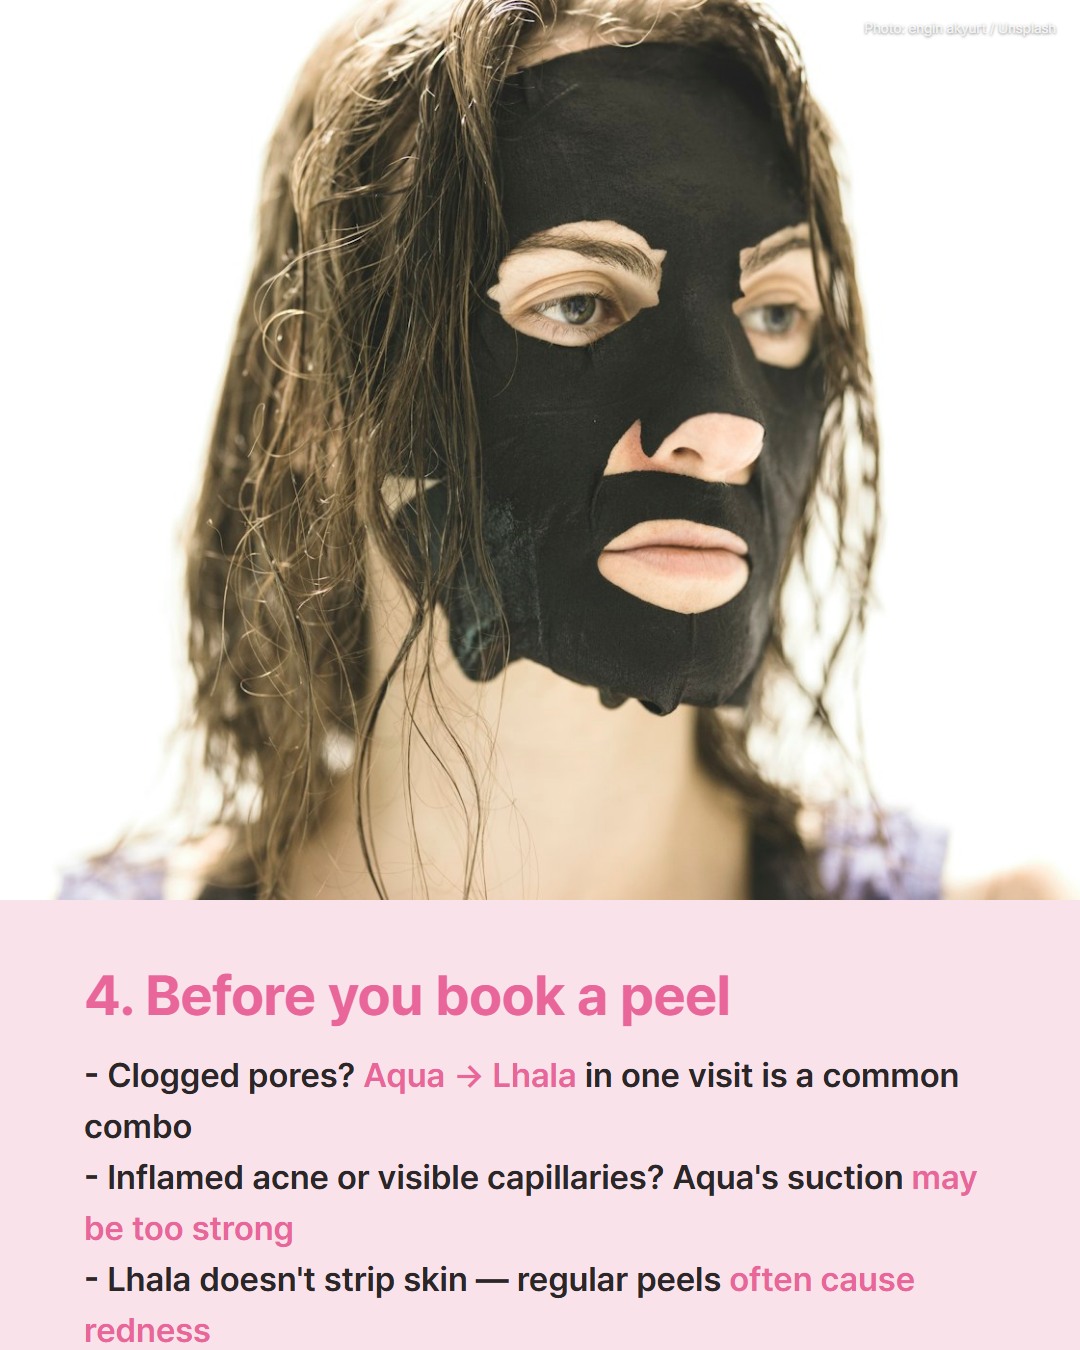 Photo: engin akyurt / Unsplash
4. Before you book a peel
- Clogged pores? Aqua → Lhala in one visit is a common
combo
- Inflamed acne or visible capillaries? Aqua's suction may
be too strong
- Lhala doesn't strip skin — regular peels often cause
redness